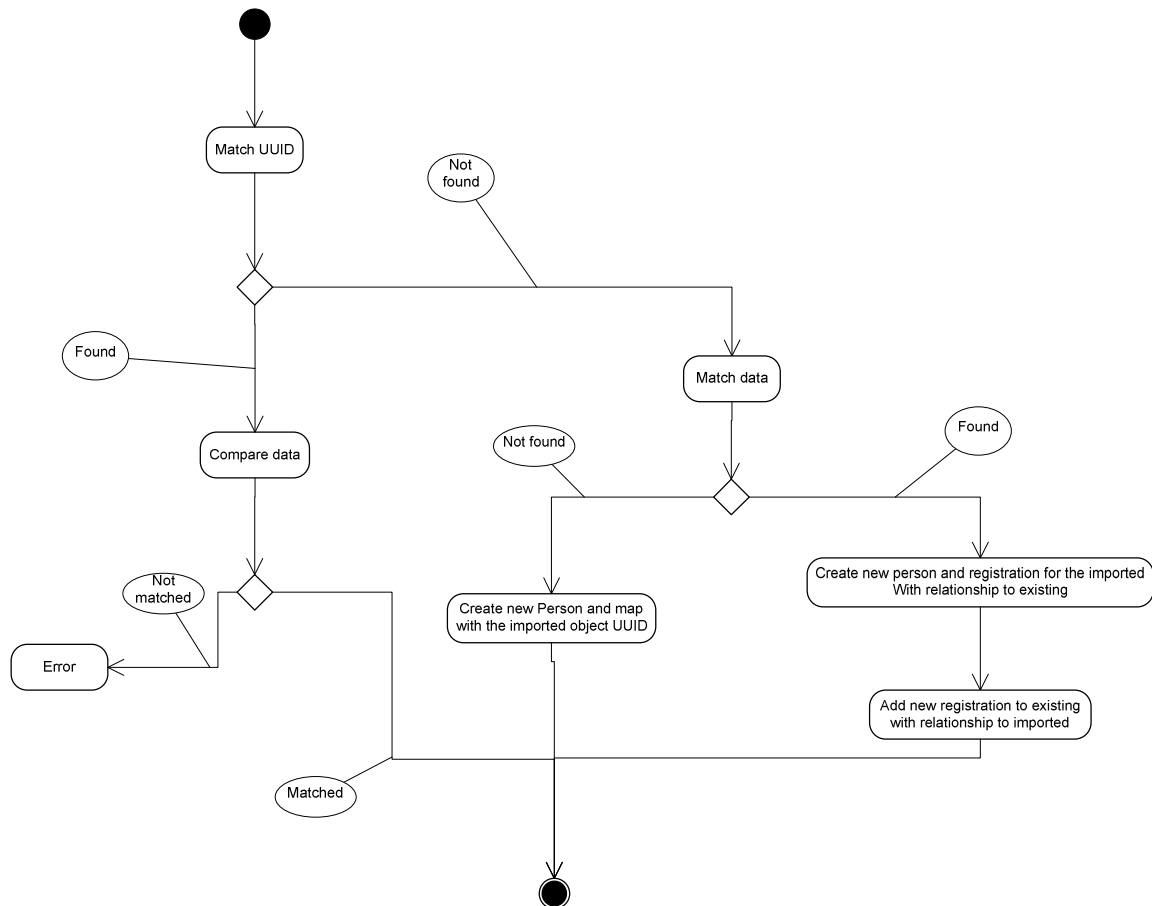 Match UUID
Not
found
Found
Match data
Compare data
Not found
Found
Not
matched
Create new person and registration for the imported
With relationship to existing
Create new Person and map
with the imported object UUID
Error
Add new registration to existing
with relationship to imported
Matched